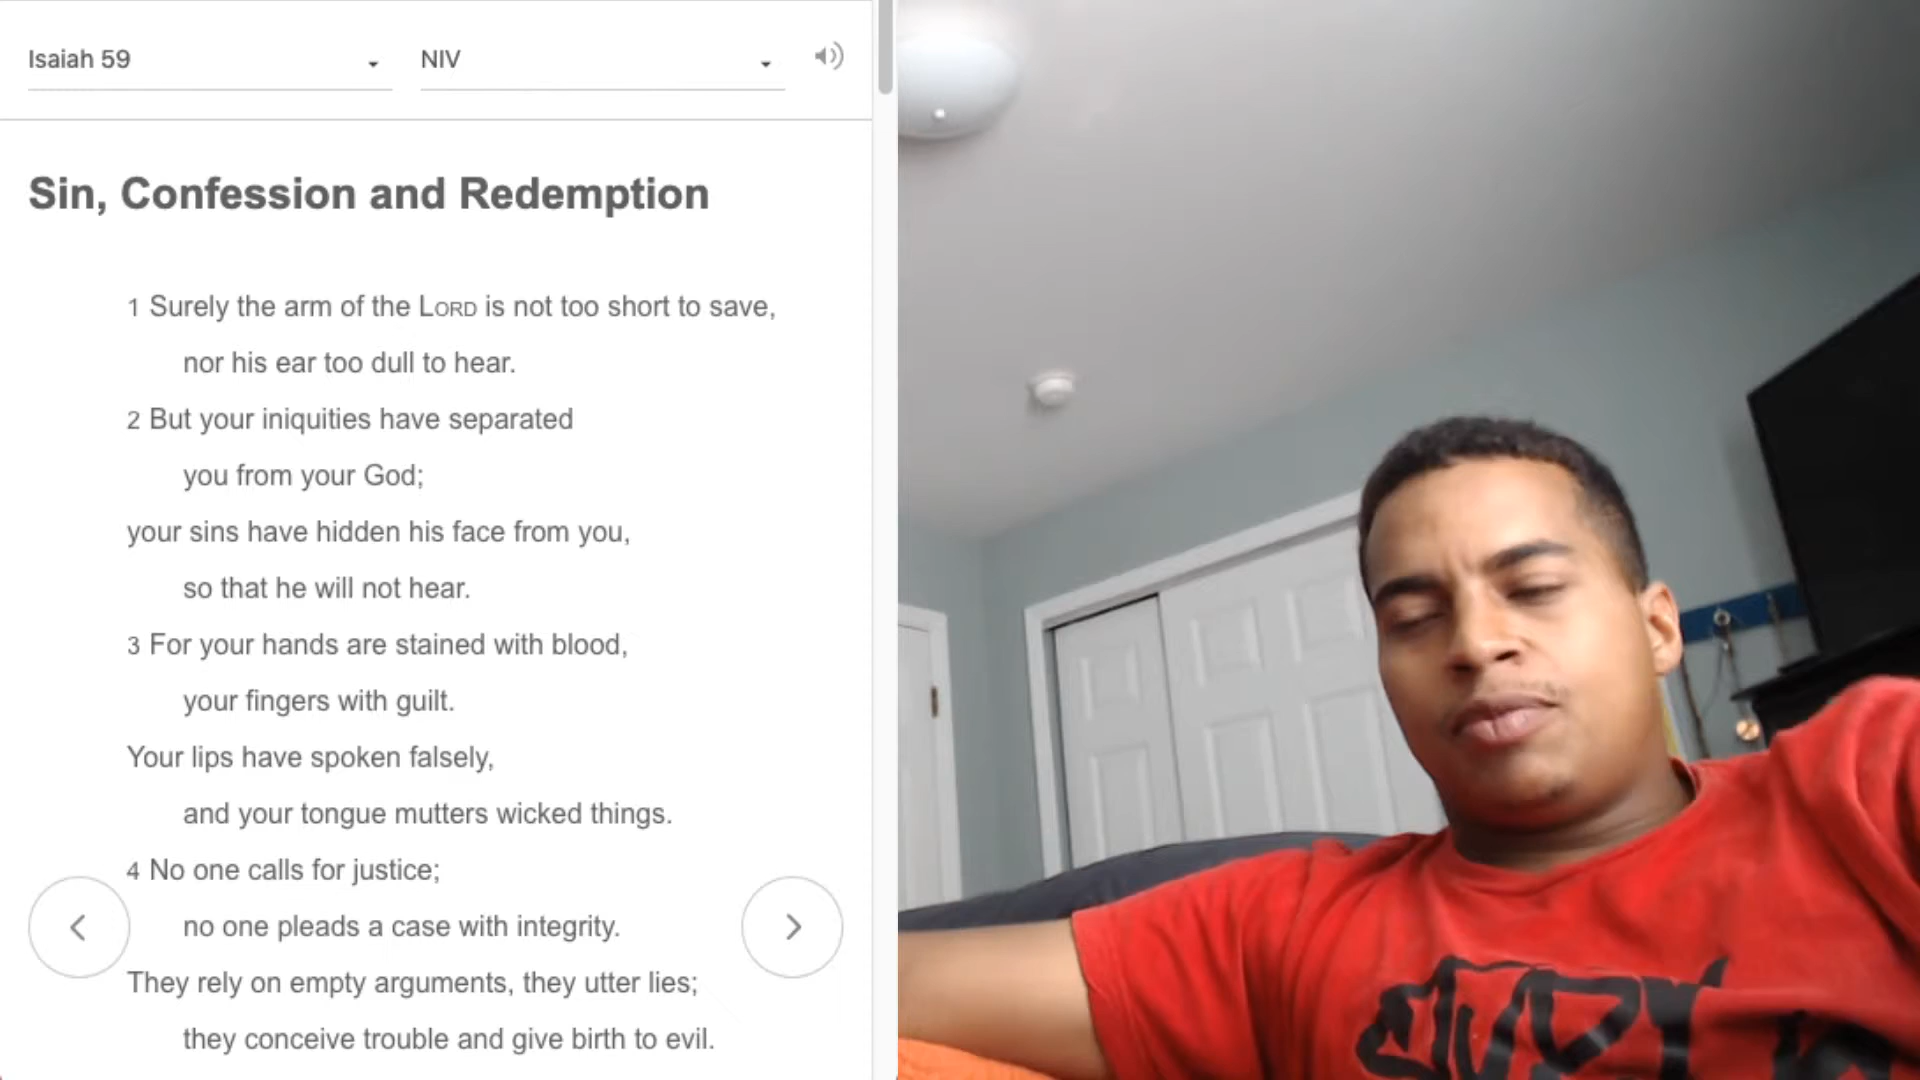 Isaiah 59
NIV
Sin, Confession and Redemption
1 Surely the arm of the LORD is not too short to save,
nor his ear too dull to hear.
2 But your iniquities have separated
you from your God;
your sins have hidden his face from you,
so that he will not hear.
3 For your hands are stained with blood,
your fingers with guilt.
Your lips have spoken falsely,
and your tongue mutters wicked things.
4 No one calls for justice;
no one pleads a case with integrity.
They rely on empty arguments, they utter lies;
they conceive trouble and give birth to evil.